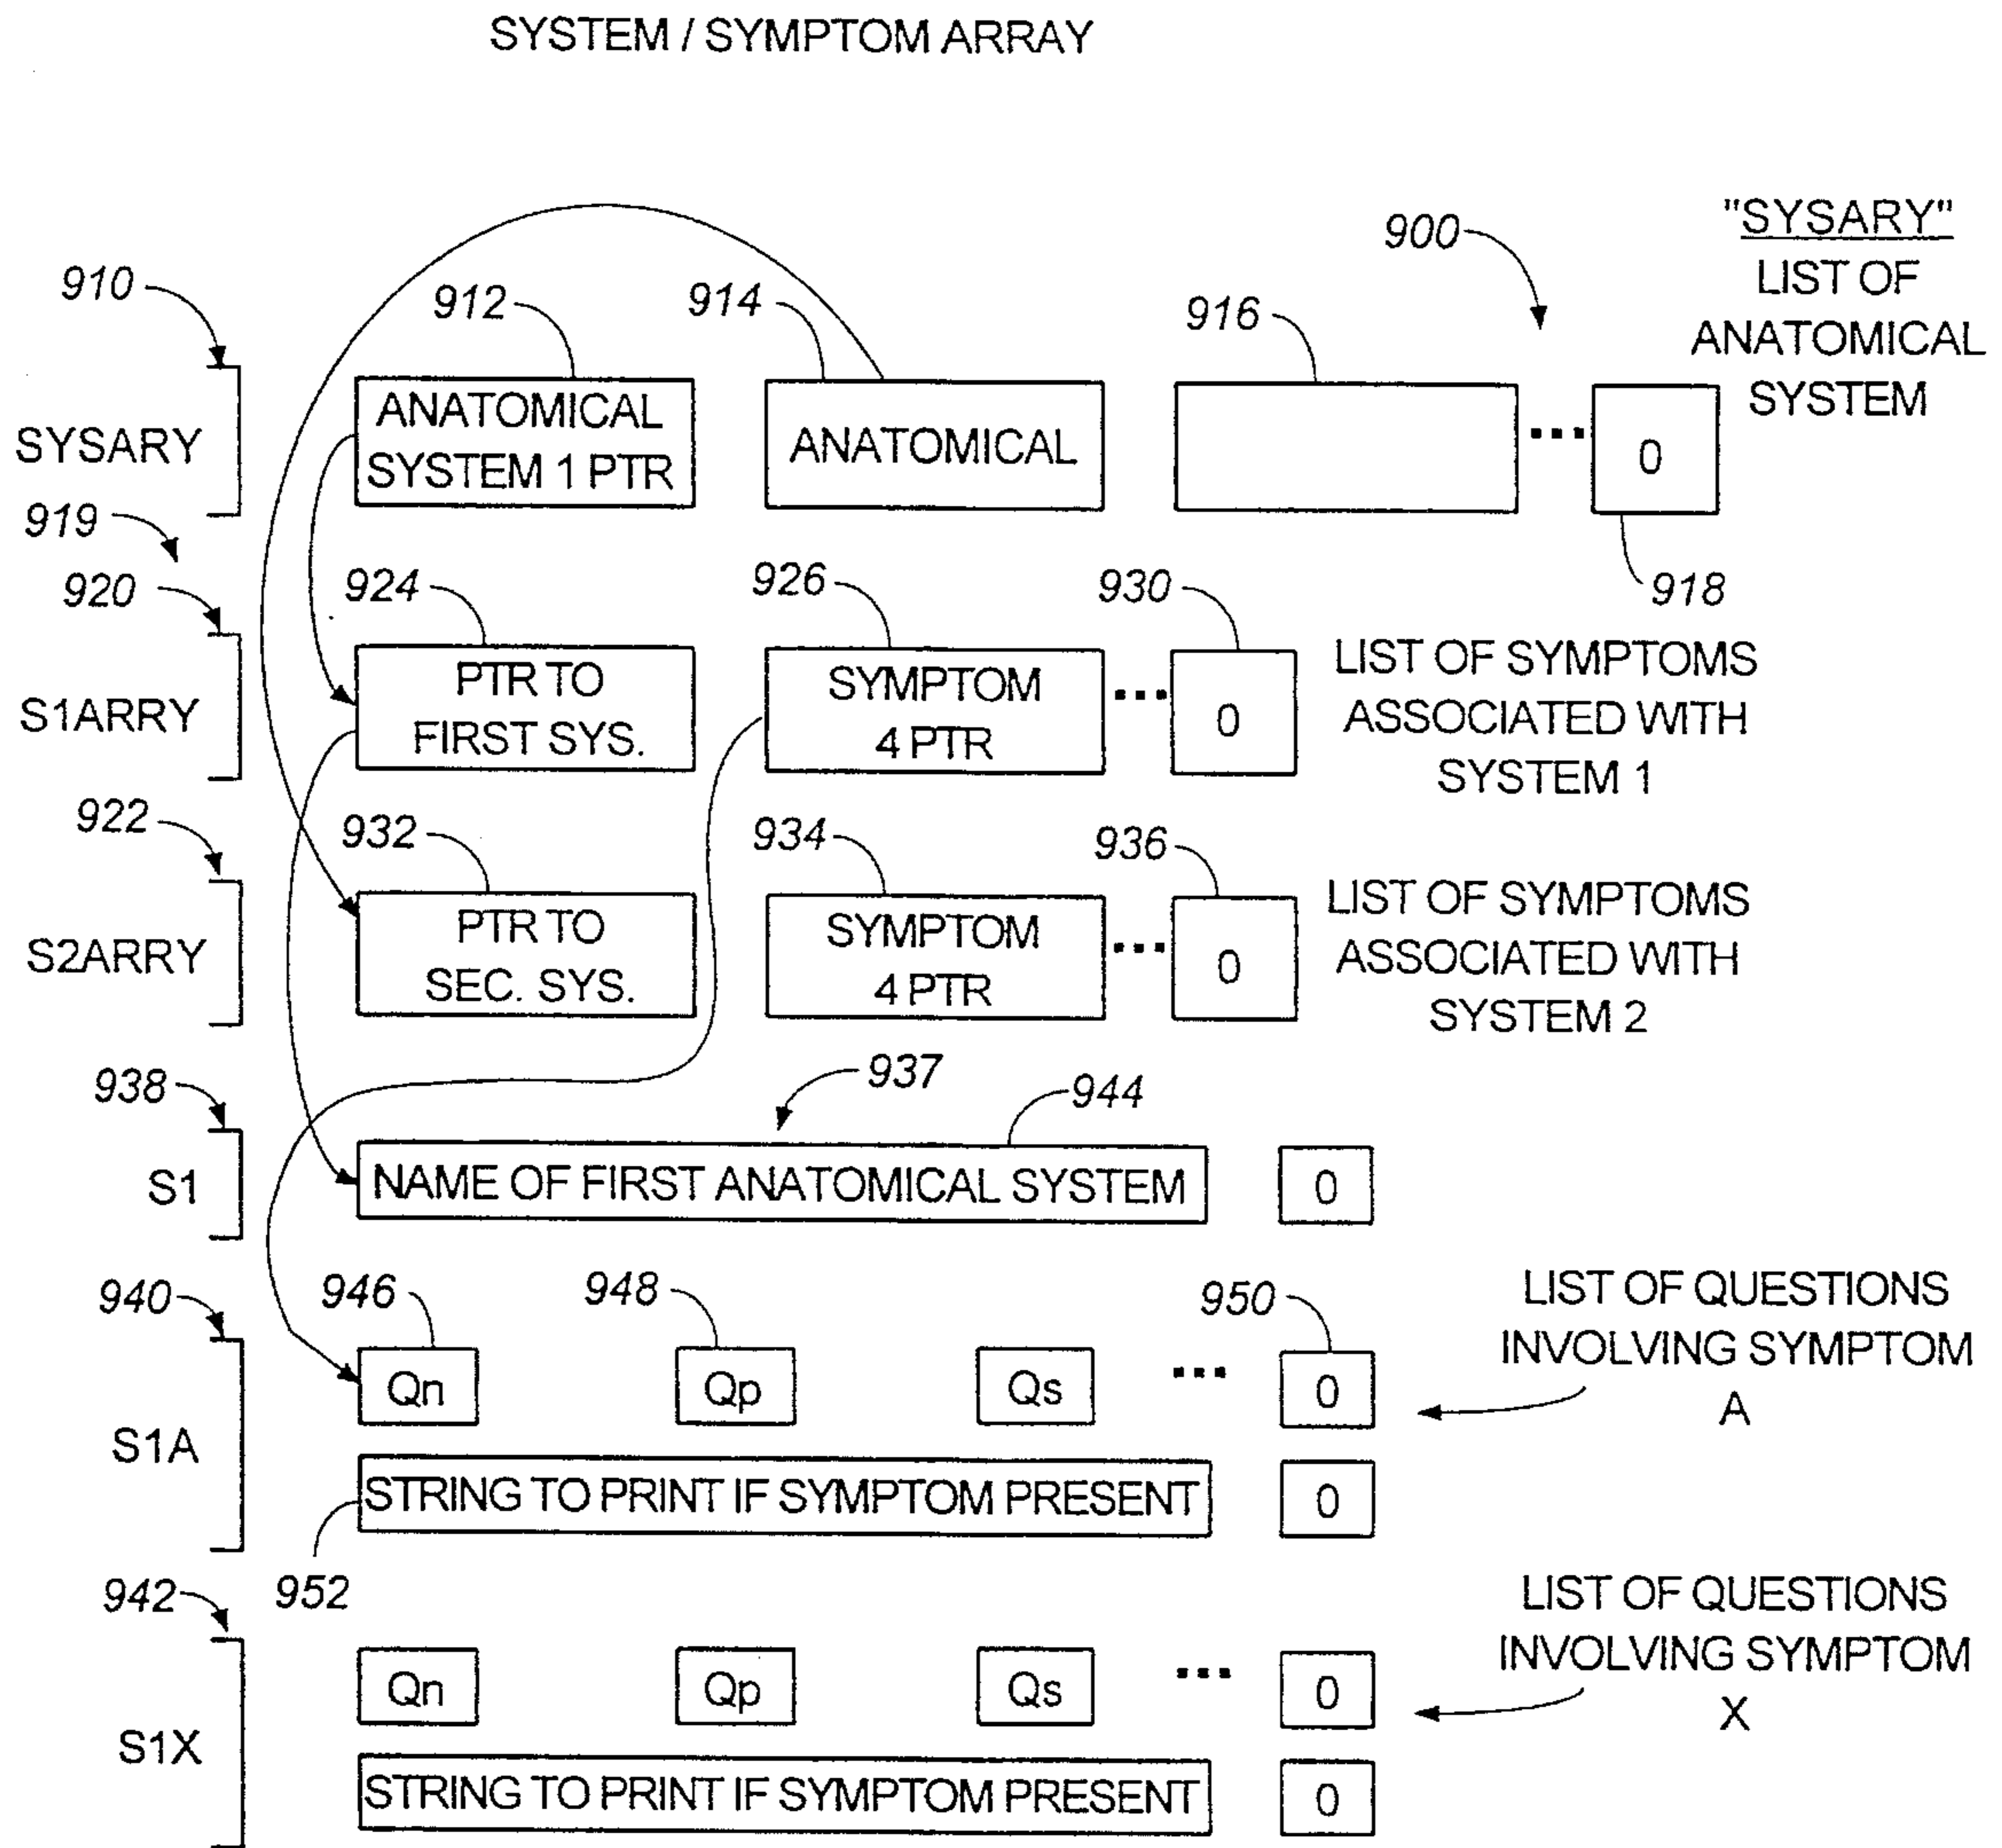 SYSTEM / SYMPTOM ARRAY
"SYSARY"
LIST OF
ANATOMICAL
SYSTEM
900
910
912
914
916
SYSARY
ANATOMICAL
SYSTEM 1 PTR
ANATOMICAL
...
0
918
919
920
924
926
930
S1ARRY
PTR TO
FIRST SYS.
SYMPTOM
4 PTR
...
0
LIST OF SYMPTOMS
ASSOCIATED WITH
SYSTEM 1
922
932
934
936
S2ARRY
PTR TO
SEC. SYS.
SYMPTOM
4 PTR
...
0
LIST OF SYMPTOMS
ASSOCIATED WITH
SYSTEM 2
938
937
944
S1
NAME OF FIRST ANATOMICAL SYSTEM
0
940
946
948
950
S1A
Qn
Qp
Qs
...
0
LIST OF QUESTIONS
INVOLVING SYMPTOM
A
STRING TO PRINT IF SYMPTOM PRESENT
0
952
942
S1X
Qn
Qp
Qs
...
0
LIST OF QUESTIONS
INVOLVING SYMPTOM
X
STRING TO PRINT IF SYMPTOM PRESENT
0